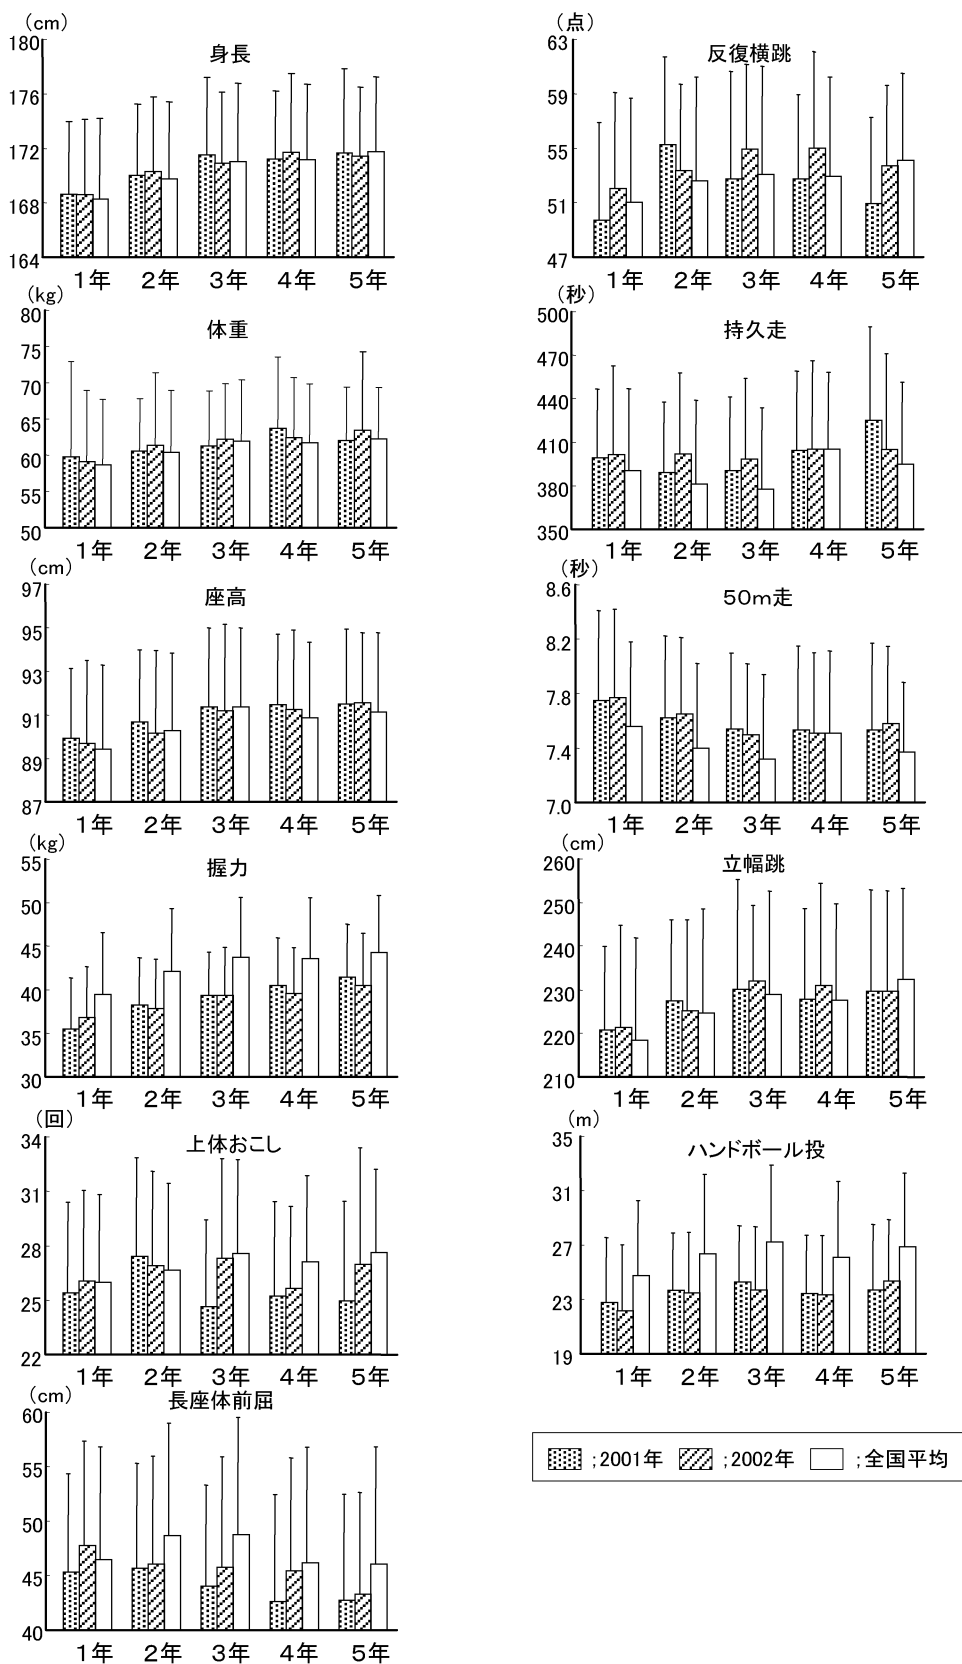 (cm)
身長
180
176
172
168
164
1年 2年 3年 4年 5年
(kg)
体重
80
75
70
65
60
55
50
1年 2年 3年 4年 5年
(cm)
座高
97
95
93
91
89
87
1年 2年 3年 4年 5年
(kg)
握力
55
50
45
40
35
30
1年 2年 3年 4年 5年
(回)
上体おこし
34
31
28
25
22
1年 2年 3年 4年 5年
(cm)
長座体前屈
60
55
50
45
40
1年 2年 3年 4年 5年
(点)
反復横跳
63
59
55
51
47
1年 2年 3年 4年 5年
(秒)
持久走
500
470
440
410
380
350
1年 2年 3年 4年 5年
(秒)
50m走
8.6
8.2
7.8
7.4
7.0
1年 2年 3年 4年 5年
(cm)
立幅跳
260
250
240
230
220
210
1年 2年 3年 4年 5年
(m)
ハンドボール投
35
31
27
23
19
1年 2年 3年 4年 5年
;2001年 ;2002年 ;全国平均